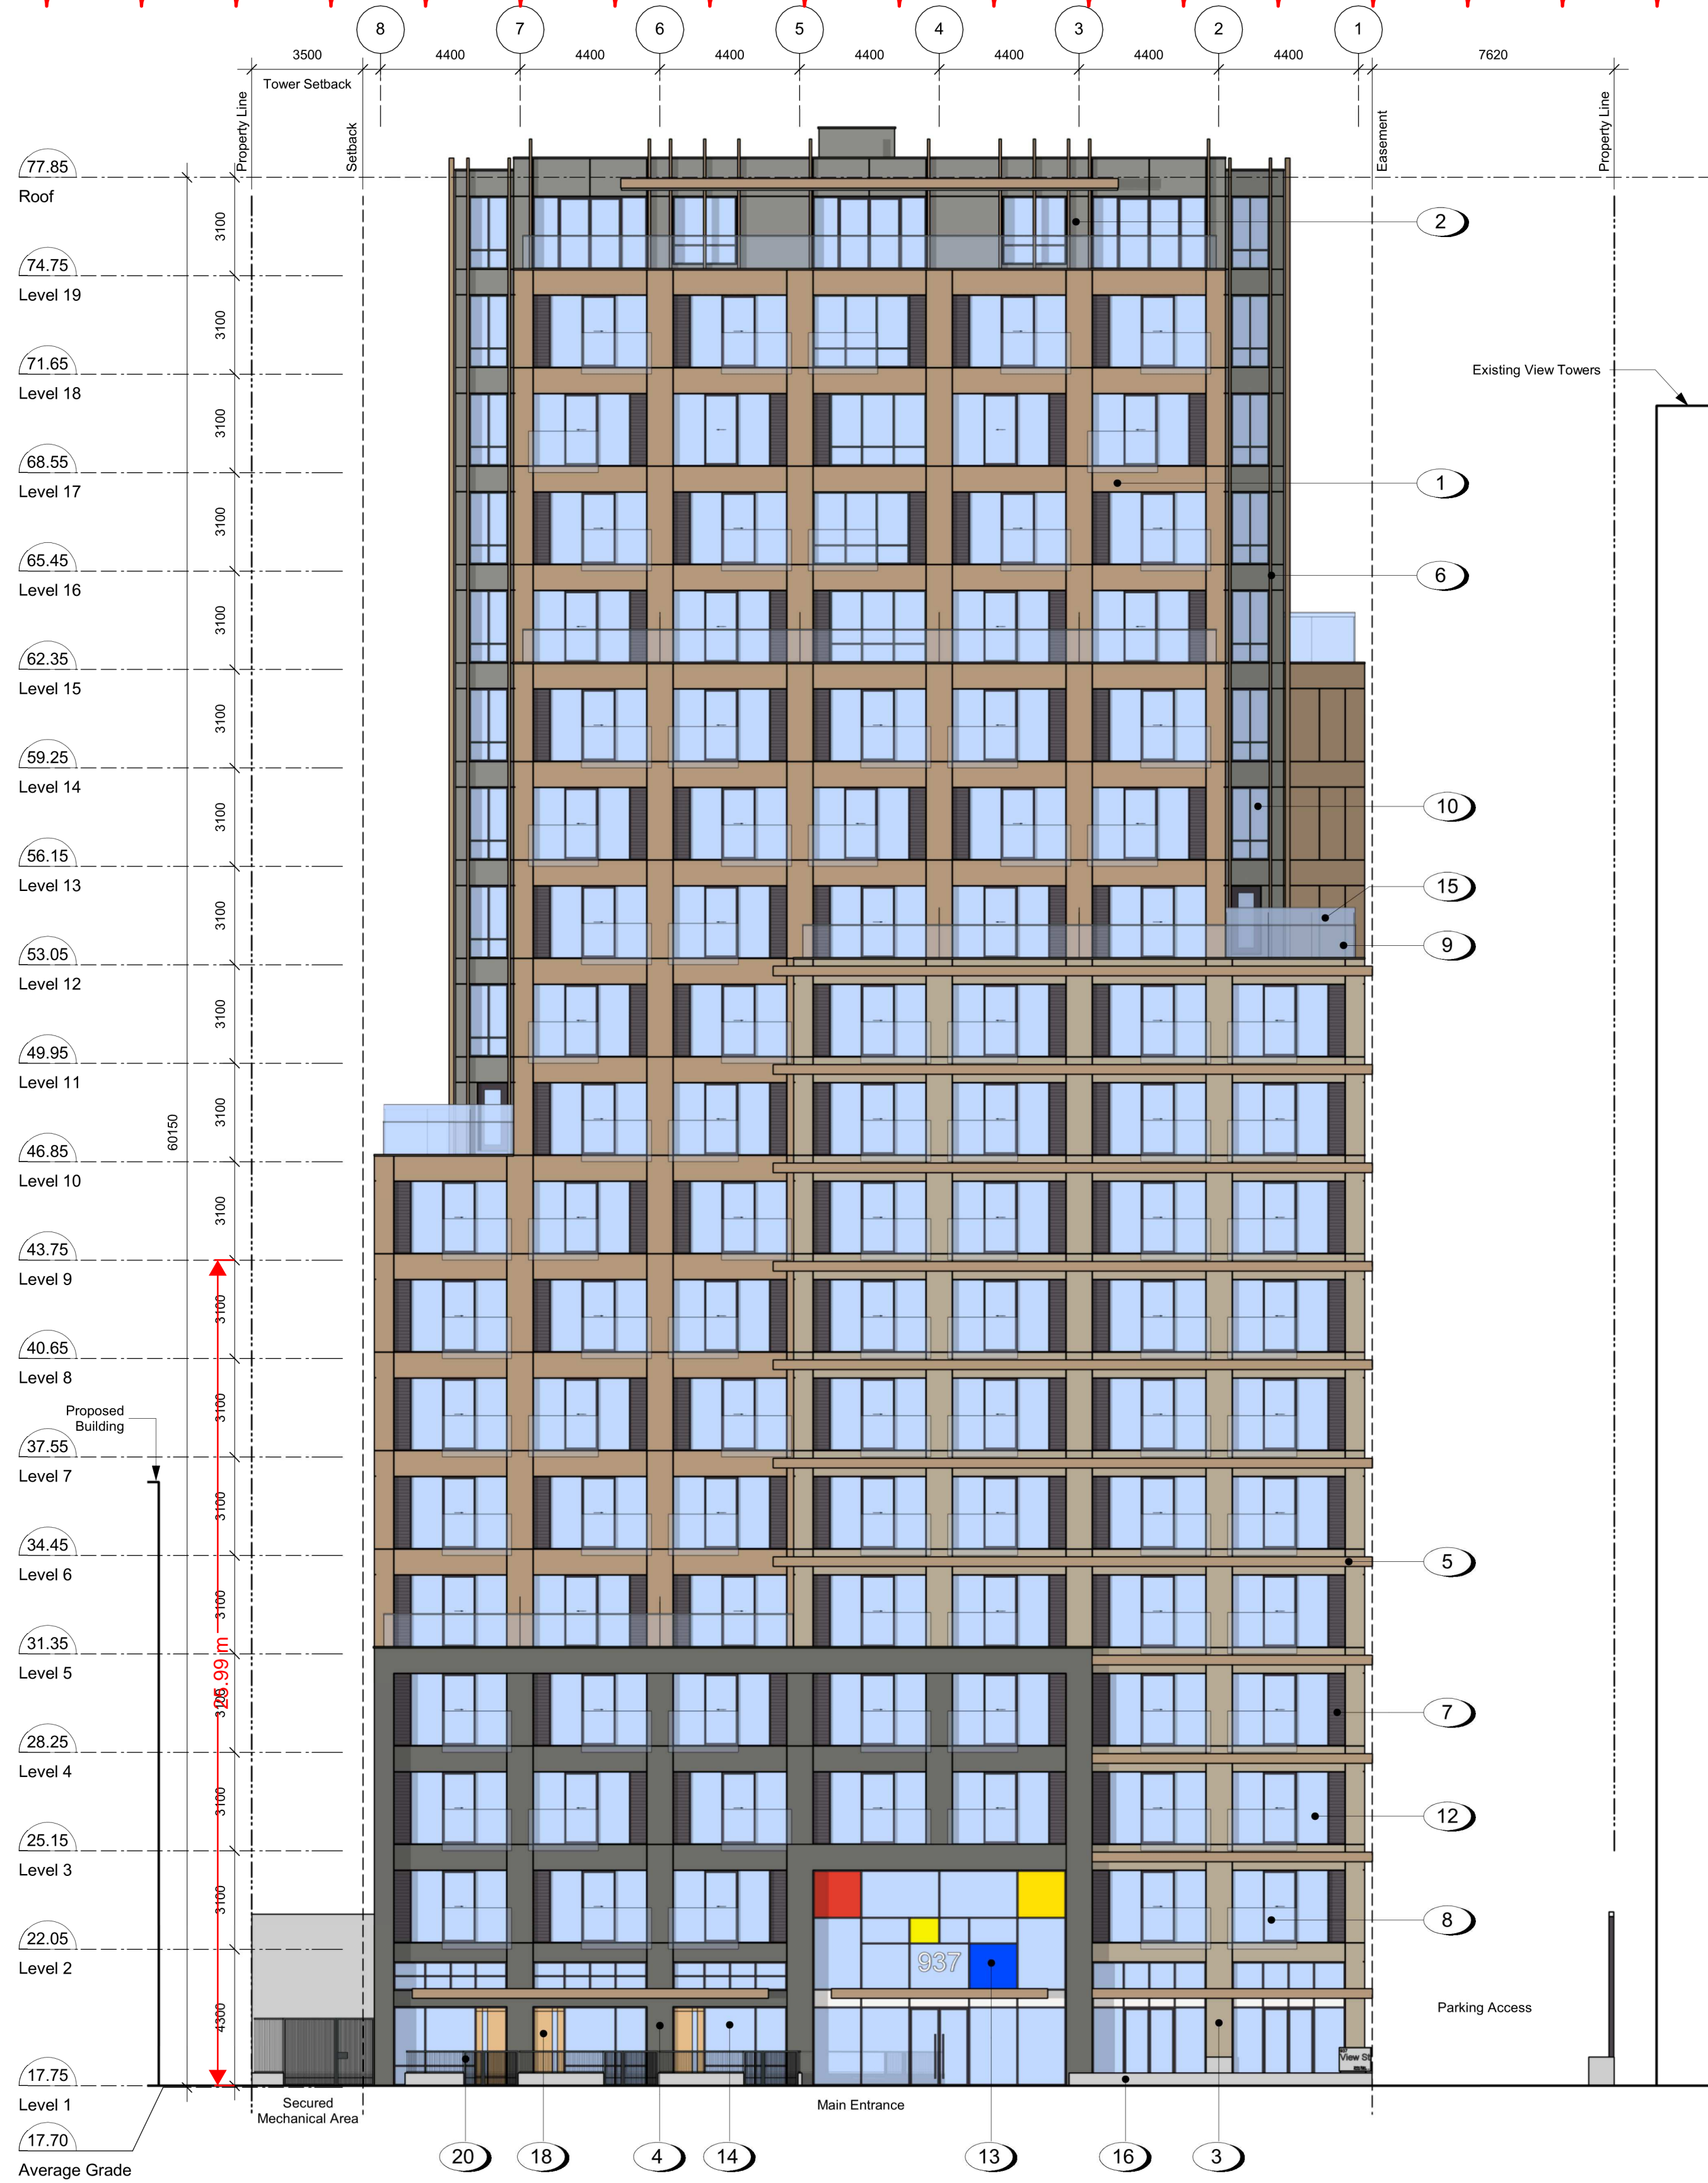 8 7 6 5 4 3 2 1
3500 4400 4400 4400 4400 4400 4400 4400 7620
Tower Setback
Property Line
Setback
Easement
Property Line
77.85
Roof
3100
2
74.75
Level 19
3100
71.65
Level 18
Existing View Towers
3100
68.55
Level 17
1
3100
65.45
Level 16
6
3100
62.35
Level 15
3100
59.25
Level 14
3100
10
56.15
Level 13
15
3100
9
53.05
Level 12
3100
49.95
Level 11
3100
60150
46.85
Level 10
3100
43.75
Level 9
3100
40.65
Level 8
3100
Proposed
Building
37.55
Level 7
3100
34.45
Level 6
5
3100
31.35
Level 5
25.99 m
3100
7
28.25
Level 4
3100
12
25.15
Level 3
3100
8
22.05
Level 2
937
4300
Parking Access
View St
17.75
Level 1
Secured
Mechanical Area
Main Entrance
17.70
Average Grade
20 18 4 14 13 16 3